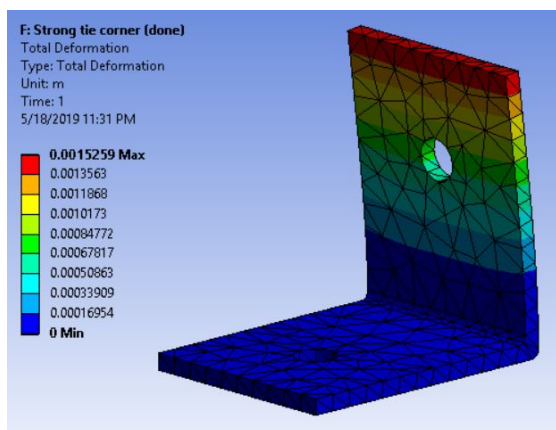 F: Strong tie corner (done)
Total Deformation
Type: Total Deformation
Unit: m
Time: 1
5/18/2019 11:31 PM
0.0015259 Max
0.0013563
0.0011868
0.0010173
0.00084772
0.00067817
0.00050863
0.00033909
0.00016954
0 Min